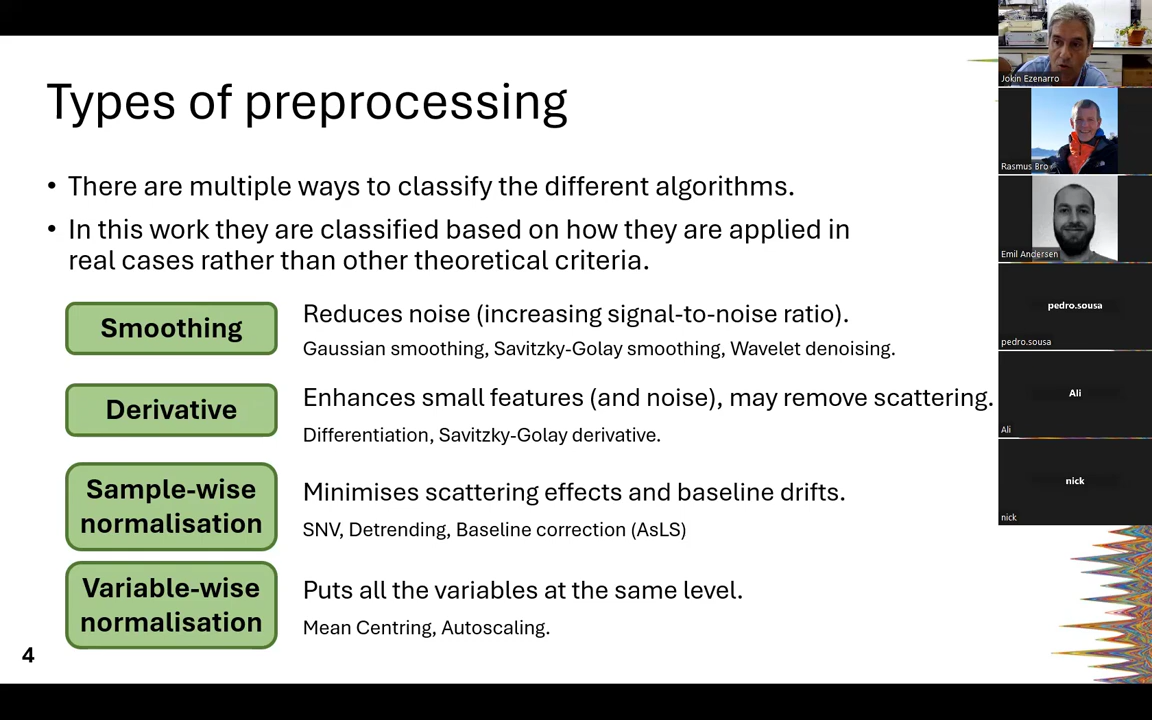 Types of preprocessing
• There are multiple ways to classify the different algorithms.
• In this work they are classified based on how they are applied in
real cases rather than other theoretical criteria.
Smoothing
Reduces noise (increasing signal-to-noise ratio).
Gaussian smoothing, Savitzky-Golay smoothing, Wavelet denoising.
Derivative
Enhances small features (and noise), may remove scattering.
Differentiation, Savitzky-Golay derivative.
Sample-wise
normalisation
Minimises scattering effects and baseline drifts.
SNV, Detrending, Baseline correction (AsLS)
Variable-wise
normalisation
Puts all the variables at the same level.
Mean Centring, Autoscaling.
4
Jokin Ezenarro
Rasmus Bro
Emil Andersen
pedro.sousa
pedro.sousa
Ali
Ali
nick
nick